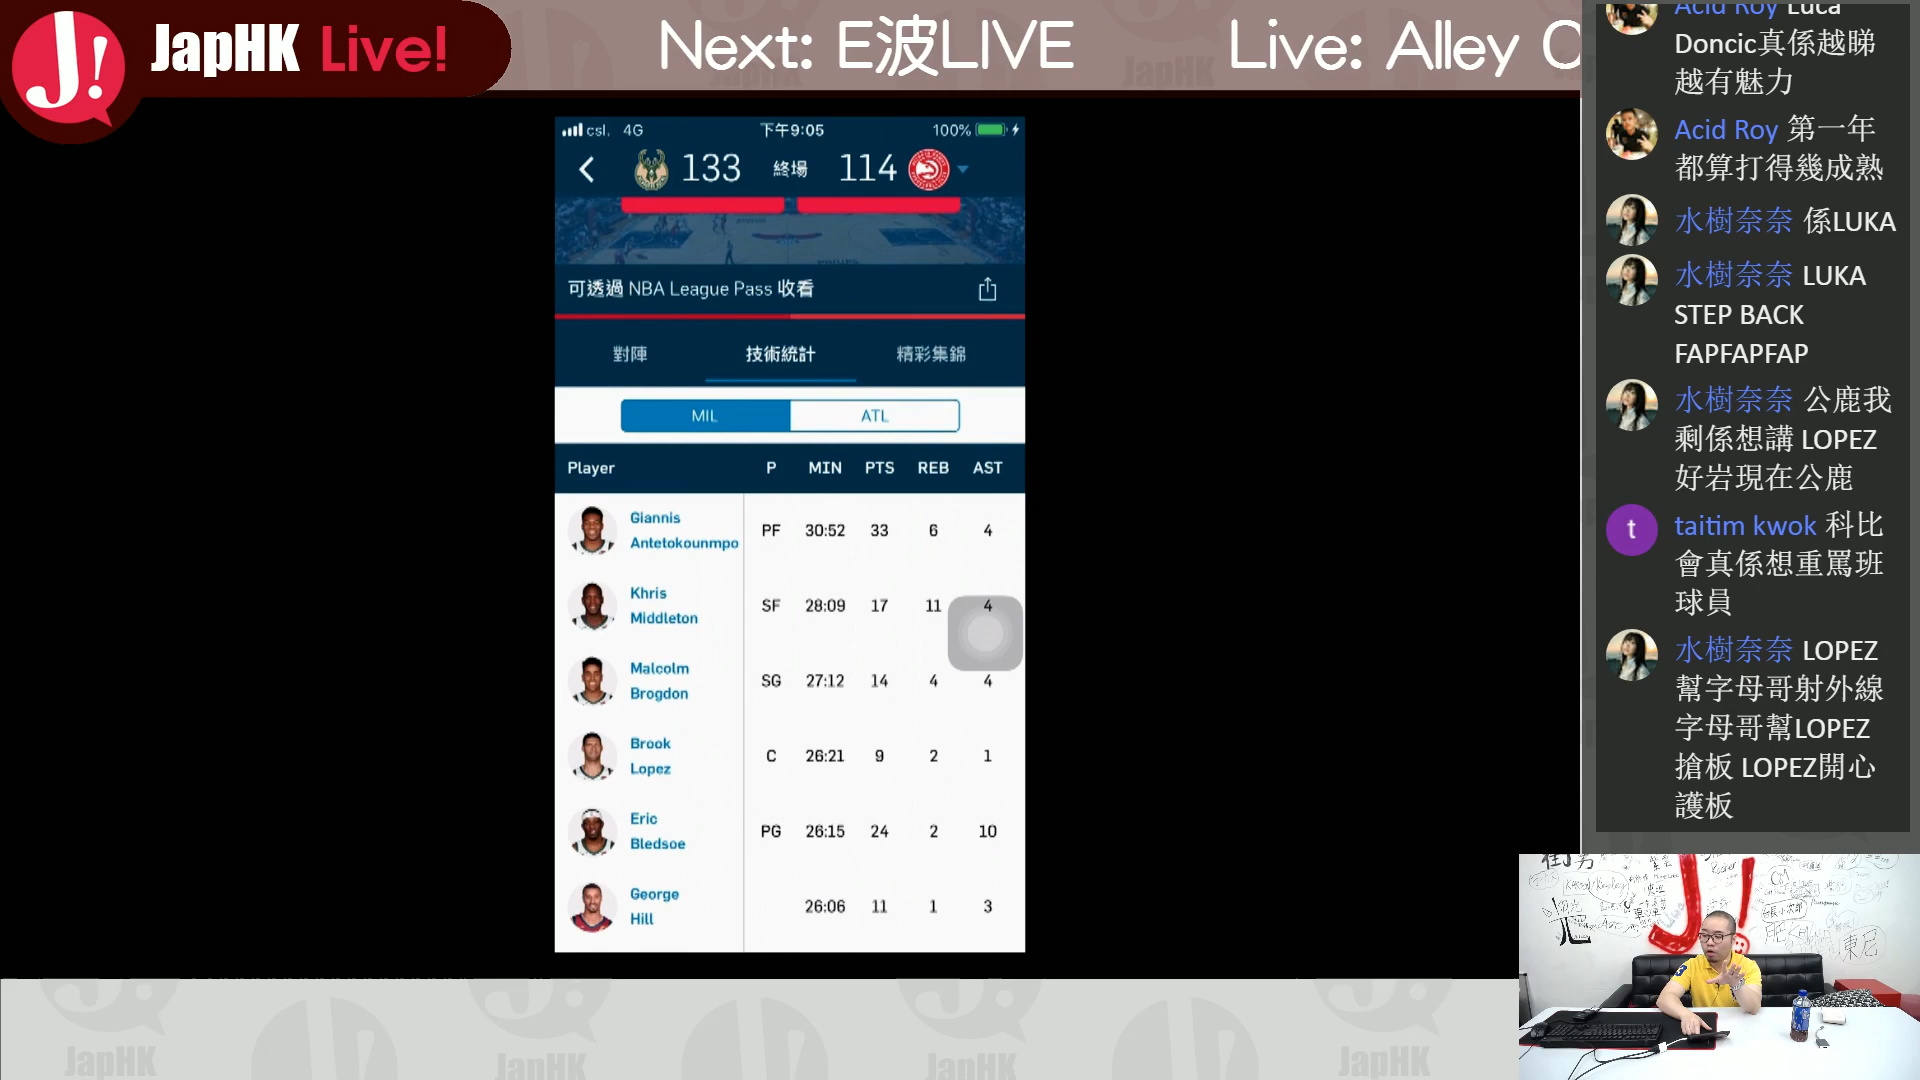 JapHK Live!
Next: E波LIVE
Live: Alley
csl. 4G
下午9:05
100%
133 終場 114
可透過 NBA League Pass 收看
對陣 技術統計 精彩集錦
MIL ATL
Player P MIN PTS REB AST
Giannis Antetokounmpo PF 30:52 33 6 4
Khris Middleton SF 28:09 17 11 4
Malcolm Brogdon SG 27:12 14 4 4
Brook Lopez C 26:21 9 2 1
Eric Bledsoe PG 26:15 24 2 10
George Hill 26:06 11 1 3
Acid Roy Luca
Doncic真係越睇
越有魅力
Acid Roy 第一年
都算打得幾成熟
水樹奈奈 係LUKA
水樹奈奈 LUKA
STEP BACK
FAPFAPFAP
水樹奈奈 公鹿我
剩係想講 LOPEZ
好岩現在公鹿
t taitim kwok 科比
會真係想重罵班
球員
水樹奈奈 LOPEZ
幫字母哥射外線
字母哥幫LOPEZ
搶板 LOPEZ開心
護板
J!
東尼
JapHK
JapHK
JapHK
JapHK